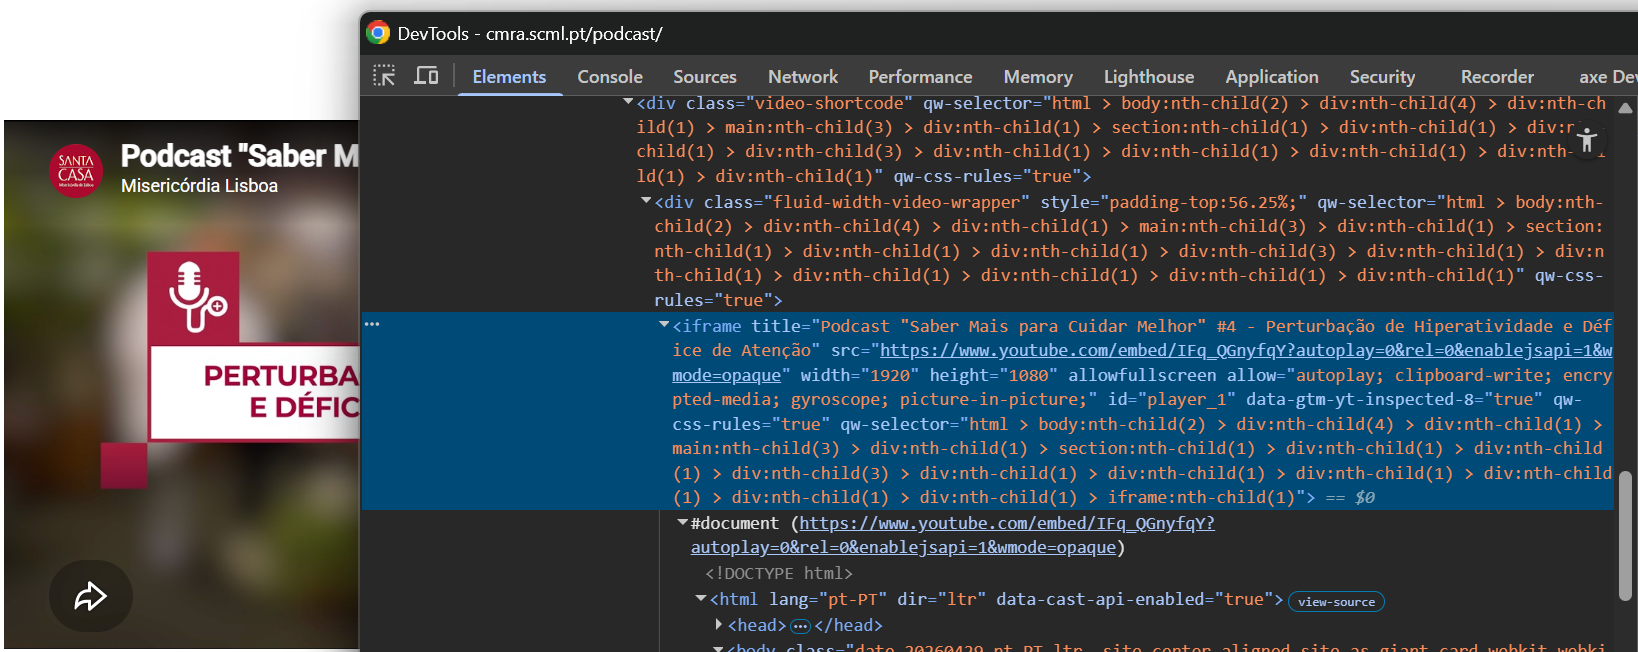 DevTools - cmra.scml.pt/podcast/
Elements Console Sources Network Performance Memory Lighthouse Application Security Recorder axe Dev
<div class="video-shortcode" qw-selector="html > body:nth-child(2) > div:nth-child(4) > div:nth-ch
ild(1) > main:nth-child(3) > div:nth-child(1) > section:nth-child(1) > div:nth-child(1) > div:
child(1) > div:nth-child(3) > div:nth-child(1) > div:nth-child(1) > div:nth-child(1) > div:nth-
ld(1) > div:nth-child(1)" qw-css-rules="true">
<div class="fluid-width-video-wrapper" style="padding-top:56.25%;" qw-selector="html > body:nth-
child(2) > div:nth-child(4) > div:nth-child(1) > main:nth-child(3) > div:nth-child(1) > section:
nth-child(1) > div:nth-child(1) > div:nth-child(1) > div:nth-child(3) > div:nth-child(1) > div:n
th-child(1) > div:nth-child(1) > div:nth-child(1) > div:nth-child(1) > div:nth-child(1)" qw-css-
rules="true">
<iframe title="Podcast "Saber Mais para Cuidar Melhor" #4 - Perturbação de Hiperatividade e Déf
ice de Atenção" src="https://www.youtube.com/embed/IFq_QGnyfqY?autoplay=0&rel=0&enablejsapi=1&w
mode=opaque" width="1920" height="1080" allowfullscreen allow="autoplay; clipboard-write; encry
pted-media; gyroscope; picture-in-picture;" id="player_1" data-gtm-yt-inspected-8="true" qw-
css-rules="true" qw-selector="html > body:nth-child(2) > div:nth-child(4) > div:nth-child(1) >
main:nth-child(3) > div:nth-child(1) > section:nth-child(1) > div:nth-child(1) > div:nth-child
(1) > div:nth-child(3) > div:nth-child(1) > div:nth-child(1) > div:nth-child(1) > div:nth-child
(1) > div:nth-child(1) > div:nth-child(1) > iframe:nth-child(1)"> == $0
#document (https://www.youtube.com/embed/IFq_QGnyfqY?
autoplay=0&rel=0&enablejsapi=1&wmode=opaque)
<!DOCTYPE html>
<html lang="pt-PT" dir="ltr" data-cast-api-enabled="true"> view-source
<head> ... </head>
SANTA
CASA
Misericórdia de Lisboa
Podcast "Saber M
Misericórdia Lisboa
PERTURBA
E DÉFIC